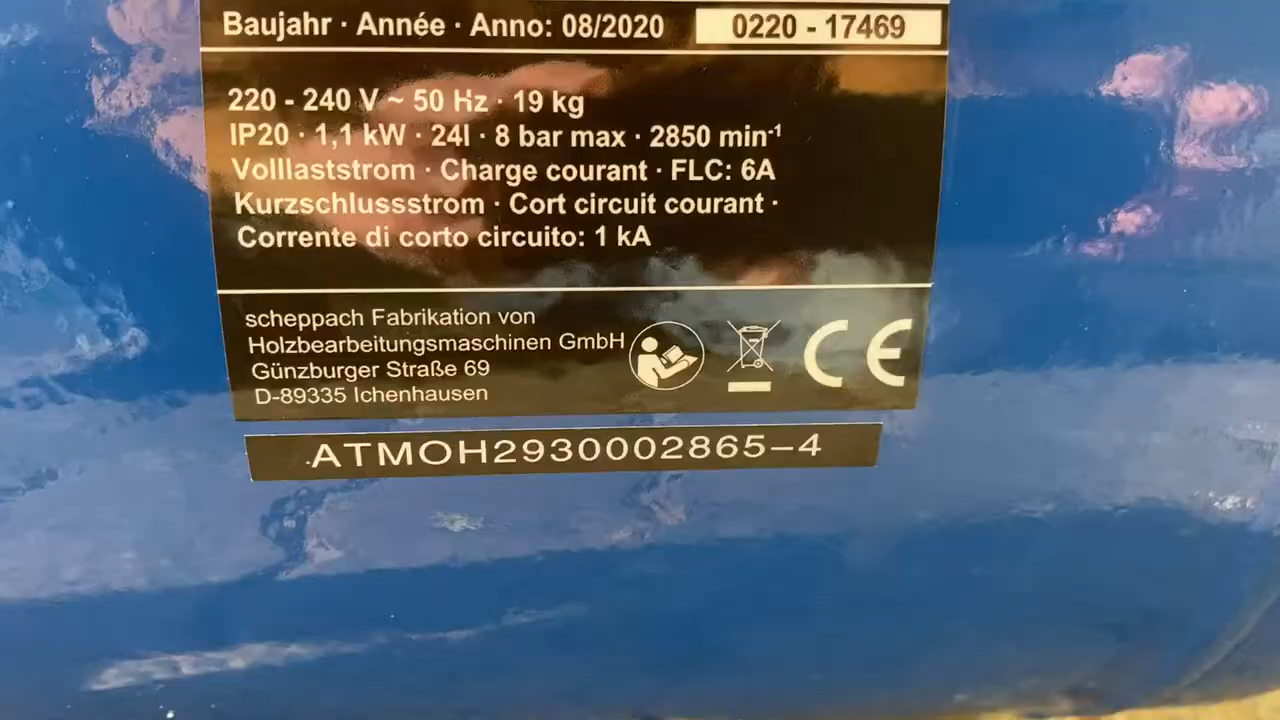 Baujahr · Année · Anno: 08/2020 0220 - 17469
220 - 240 V ~ 50 Hz · 19 kg
IP20 · 1,1 kW · 24l · 8 bar max · 2850 min-¹
Volllaststrom · Charge courant · FLC: 6A
Kurzschlussstrom · Cort circuit courant ·
Corrente di corto circuito: 1 kA
scheppach Fabrikation von
Holzbearbeitungsmaschinen GmbH
Günzburger Straße 69
D-89335 Ichenhausen
CE
ATMOH2930002865–4